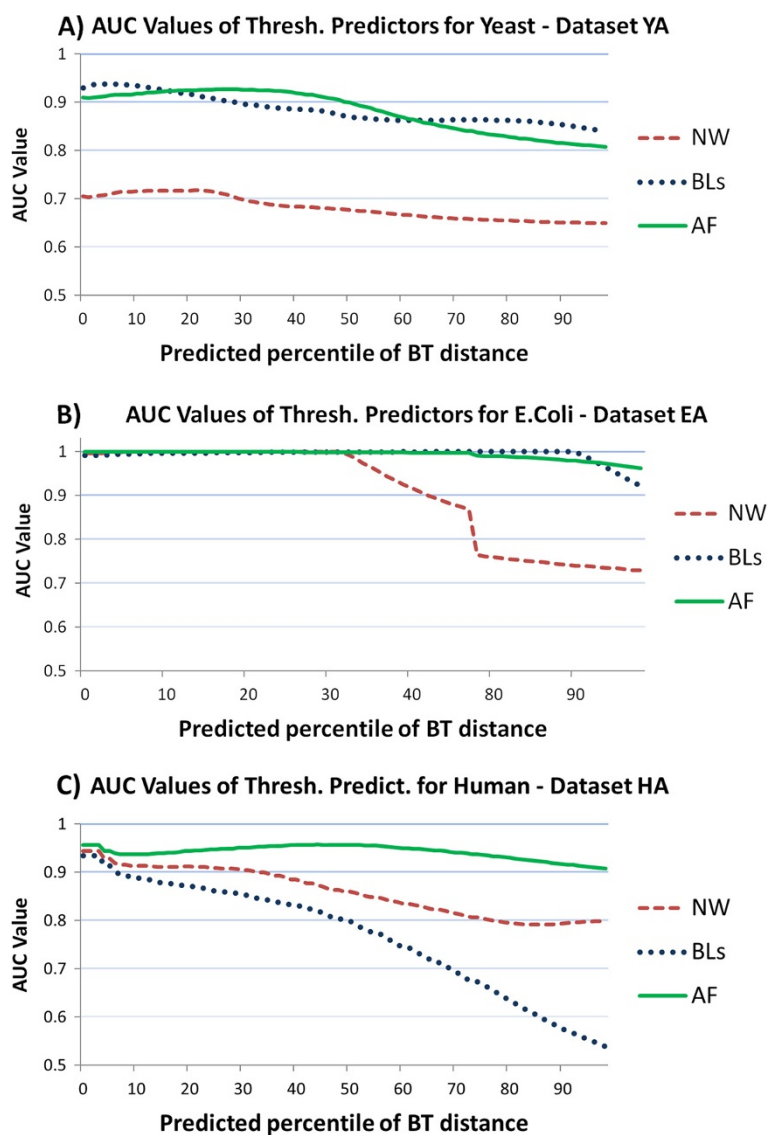 A) AUC Values of Thresh. Predictors for Yeast - Dataset YA
1
0.9
0.8
0.7
0.6
0.5
AUC Value
0 10 20 30 40 50 60 70 80 90
Predicted percentile of BT distance
NW
BLs
AF
B) AUC Values of Thresh. Predictors for E.Coli - Dataset EA
1
0.9
0.8
0.7
0.6
0.5
AUC Value
0 10 20 30 40 80 90
Predicted percentile of BT distance
NW
BLs
AF
C) AUC Values of Thresh. Predict. for Human - Dataset HA
1
0.9
0.8
0.7
0.6
0.5
AUC Value
0 10 20 30 40 50 60 70 80 90
Predicted percentile of BT distance
NW
BLs
AF